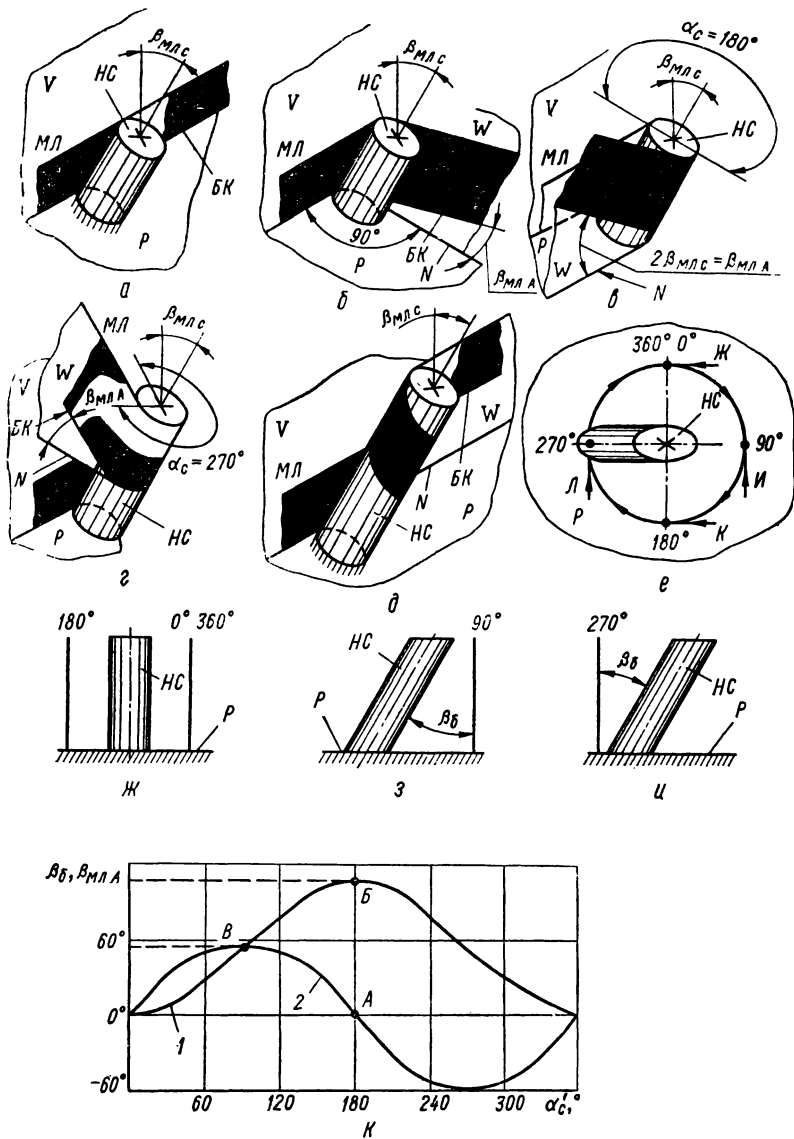 βмл с
V
НС
МЛ
БК
Р
а
βмл с
V
НС
W
МЛ
90°
Р
БК
N
βмл А
б
αс = 180°
βмл с
V
НС
МЛ
Р
W
2βмл с = βмл А
N
в
МЛ
βмл с
W
V
βмл А
БК
αс = 270°
N
НС
Р
г
βмл с
V
W
МЛ
БК
N
НС
Р
д
360° 0°
Ж
НС
270°
90°
Л
И
Р
К
180°
е
180°
0° 360°
НС
Р
ж
90°
НС
Р
βб
з
270°
βб
НС
Р
и
βб, βмл А
В
Б
60°
2
А
0°
1
-60°
60
120
180
240
300
α'с,°
К